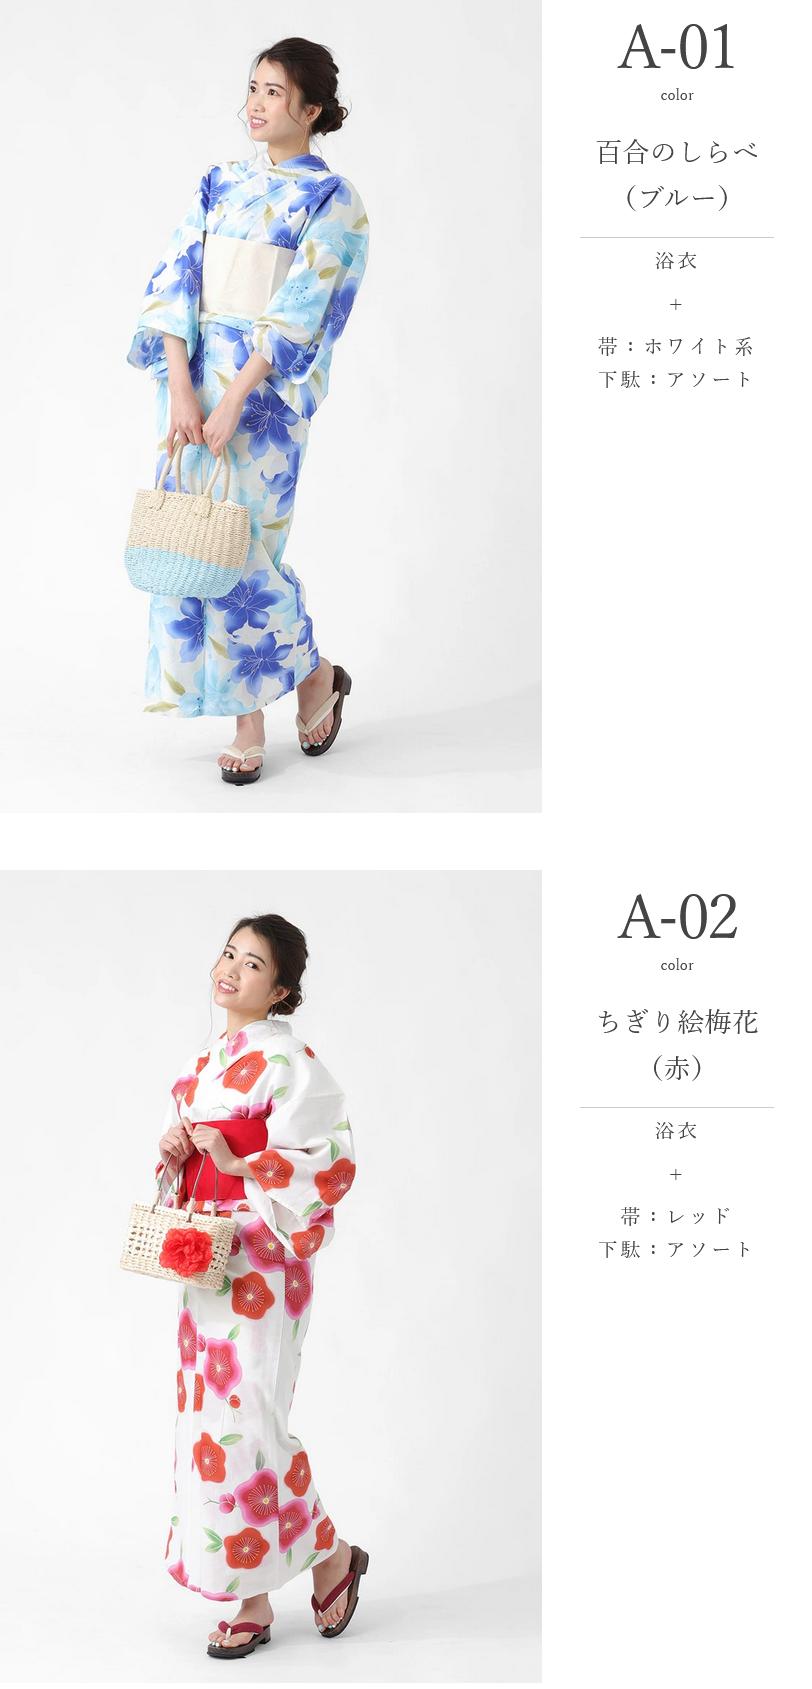 A-01
color
百合のしらべ
（ブルー）
浴衣
+
帯：ホワイト系
下駄：アソート
A-02
color
ちぎり絵梅花
（赤）
浴衣
+
帯：レッド
下駄：アソート